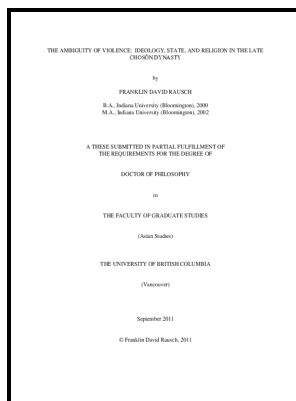 THE AMBIGUITY OF VIOLENCE: IDEOLOGY, STATE, AND RELIGION IN THE LATE
CHOSŎN DYNASTY
by
FRANKLIN DAVID RAUSCH
B.A., Indiana University (Bloomington), 2000
M.A., Indiana University (Bloomington), 2002
A THESE SUBMITTED IN PARTIAL FULFILLMENT OF
THE REQUIREMENTS FOR THE DEGREE OF
DOCTOR OF PHILOSOPHY
in
THE FACULTY OF GRADUATE STUDIES
(Asian Studies)
THE UNIVERSITY OF BRITISH COLUMBIA
(Vancouver)
September 2011
© Franklin David Rausch, 2011